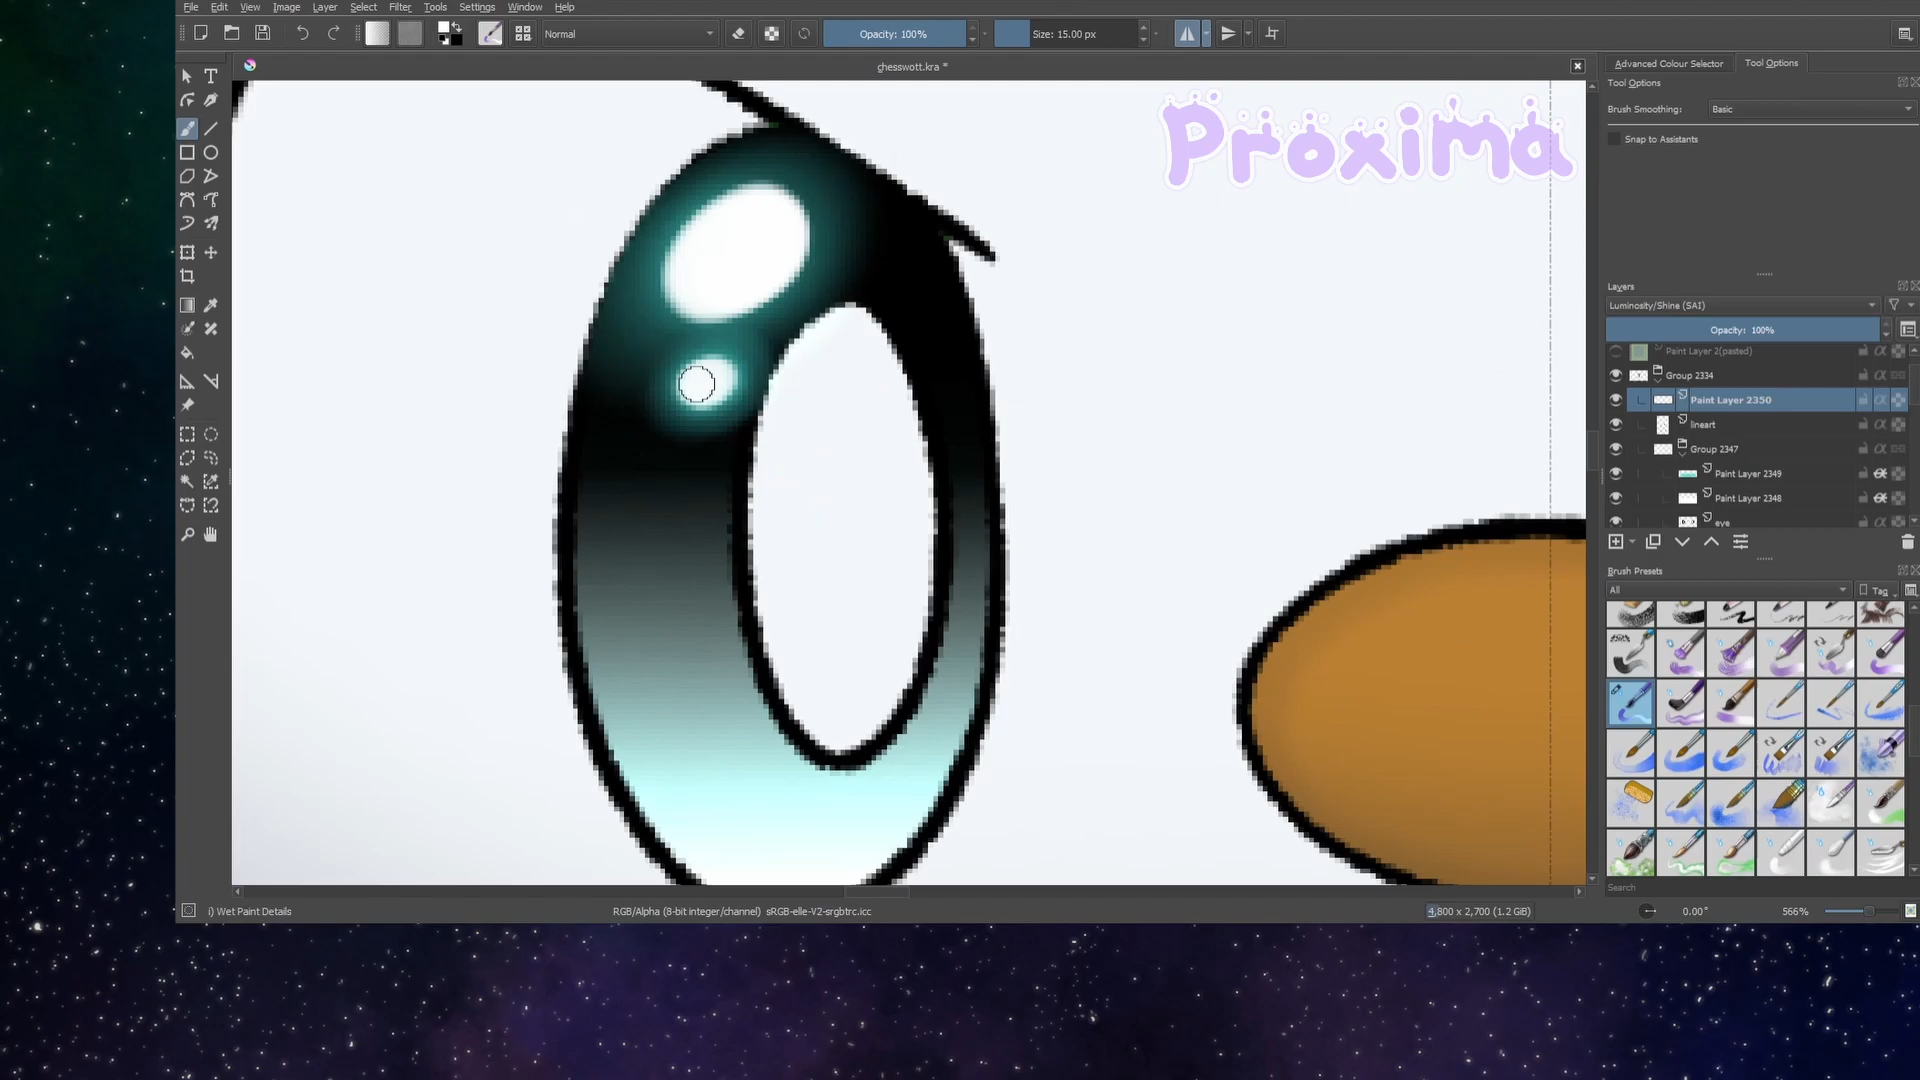 File Edit View Image Layer Select Filter Tools Settings Window Help
Normal Opacity: 100% Size: 15.00 px
ghesswott.kra *
Advanced Colour Selector Tool Options
Tool Options
Brush Smoothing: Basic
Snap to Assistants
Proxima
Layers
Luminosity/Shine (SAI)
Opacity: 100%
Paint Layer 2(pasted)
Group 2334
Paint Layer 2350
lineart
Group 2347
Paint Layer 2349
Paint Layer 2348
eye
Brush Presets
All Tag
Search
i) Wet Paint Details RGB/Alpha (8-bit integer/channel) sRGB-elle-V2-srgbtrc.icc 4,800 x 2,700 (1.2 GiB) 0.00° 566%